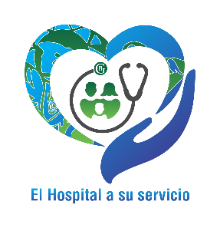 El Hospital a su servicio